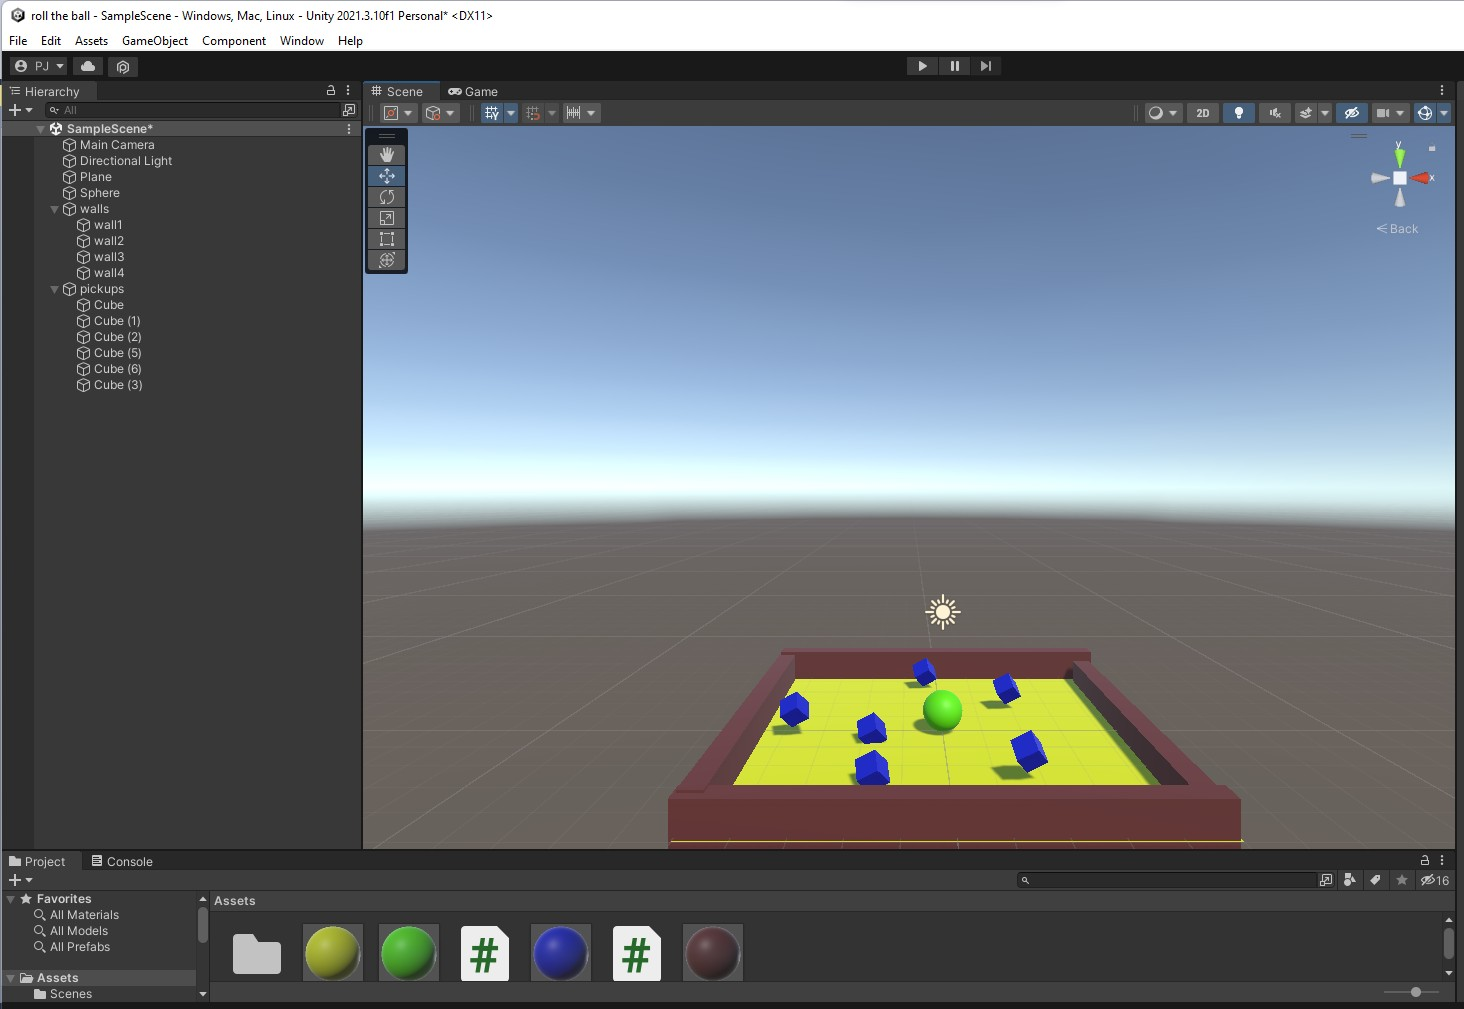 roll the ball - SampleScene - Windows, Mac, Linux - Unity 2021.3.10f1 Personal* <DX11>
File Edit Assets GameObject Component Window Help
PJ
Hierarchy
All
SampleScene*
Main Camera
Directional Light
Plane
Sphere
walls
wall1
wall2
wall3
wall4
pickups
Cube
Cube (1)
Cube (2)
Cube (5)
Cube (6)
Cube (3)
Scene Game
2D
y
x
Back
Project Console
16
Favorites
All Materials
All Models
All Prefabs
Assets
Scenes
Assets
#
#